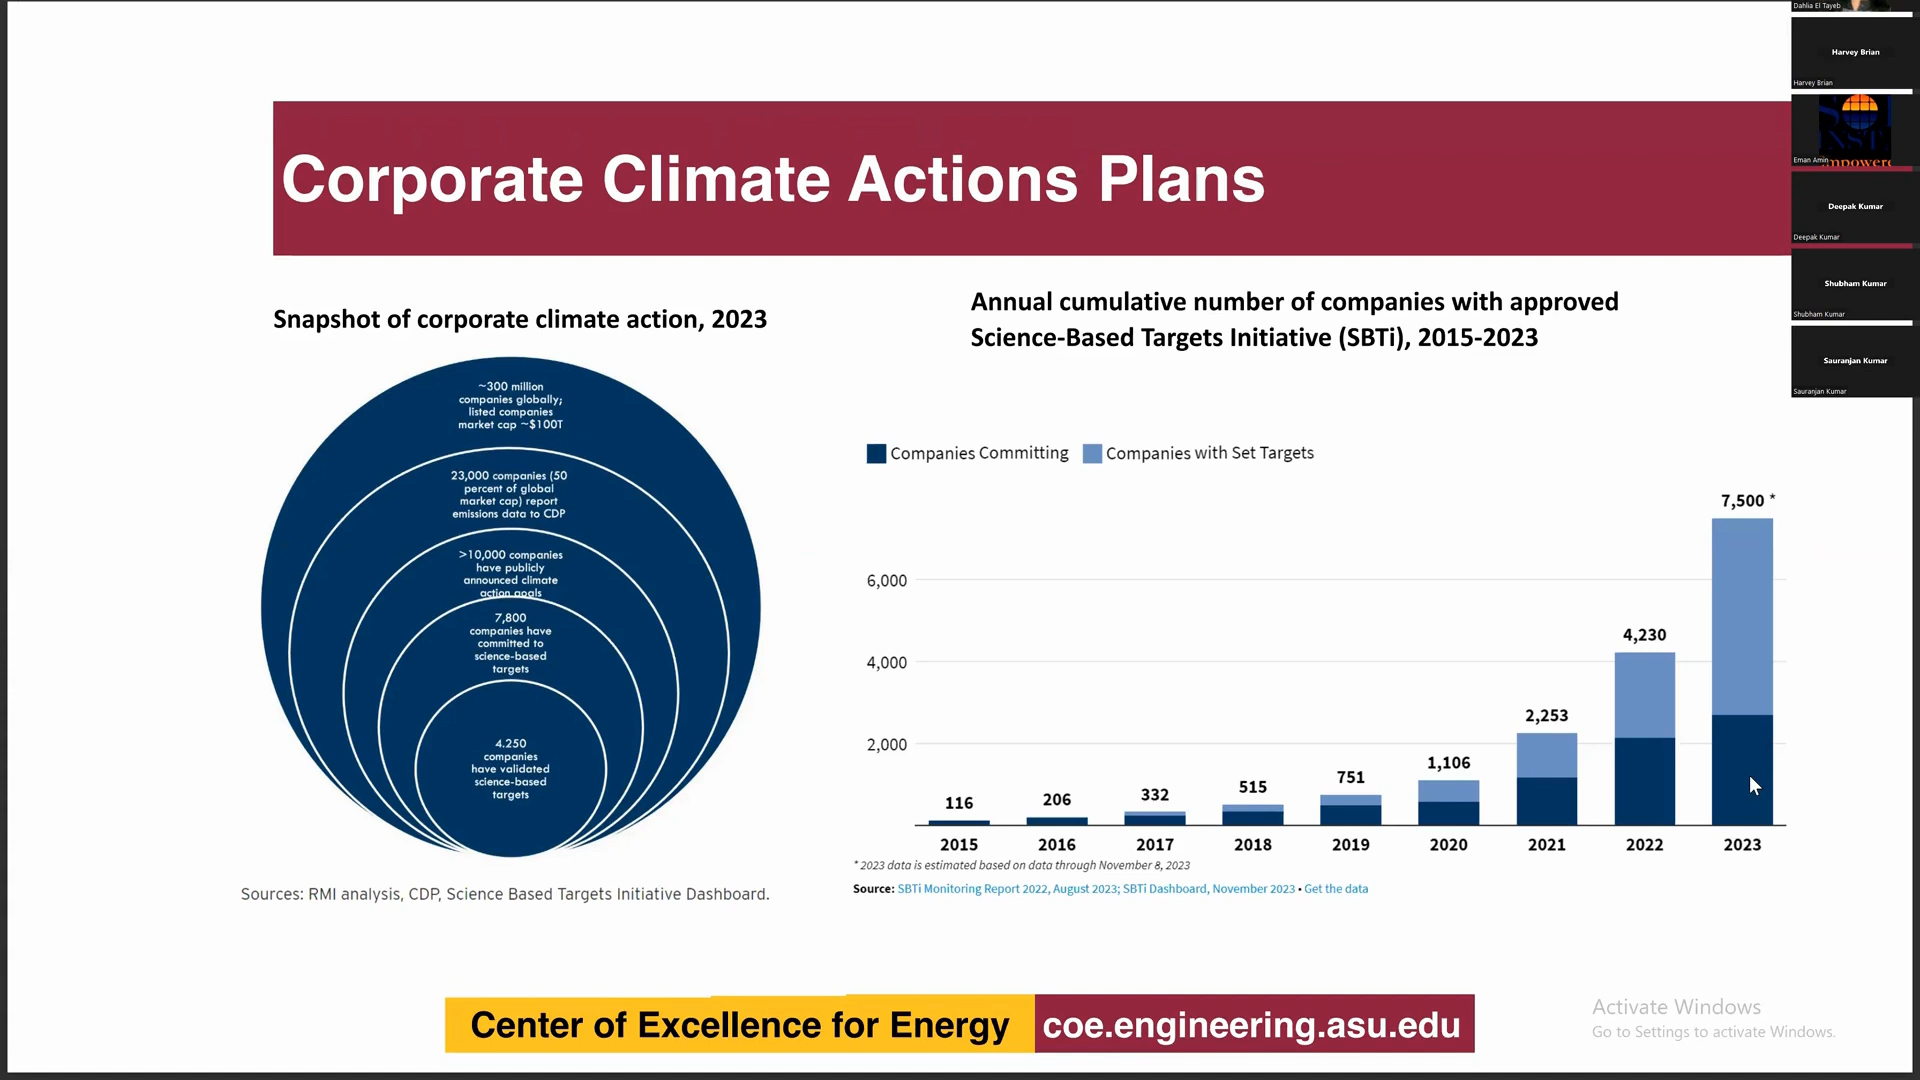 Dahlia El Tayeb
Harvey Brian
Harvey Brian
Eman Amin
Deepak Kumar
Deepak Kumar
Shubham Kumar
Shubham Kumar
Sauranjan Kumar
Sauranjan Kumar
Corporate Climate Actions Plans
Snapshot of corporate climate action, 2023
~300 million
companies globally;
listed companies
market cap ~$100T
23,000 companies (50
percent of global
market cap) report
emissions data to CDP
>10,000 companies
have publicly
announced climate
action goals
7,800
companies have
committed to
science-based
targets
4.250
companies
have validated
science-based
targets
Sources: RMI analysis, CDP, Science Based Targets Initiative Dashboard.
Annual cumulative number of companies with approved
Science-Based Targets Initiative (SBTi), 2015-2023
Companies Committing Companies with Set Targets
7,500 *
6,000
4,230
4,000
2,253
2,000
1,106
751
515
332
206
116
2015 2016 2017 2018 2019 2020 2021 2022 2023
* 2023 data is estimated based on data through November 8, 2023
Source: SBTi Monitoring Report 2022, August 2023; SBTi Dashboard, November 2023 • Get the data
Center of Excellence for Energy coe.engineering.asu.edu
Activate Windows
Go to Settings to activate Windows.